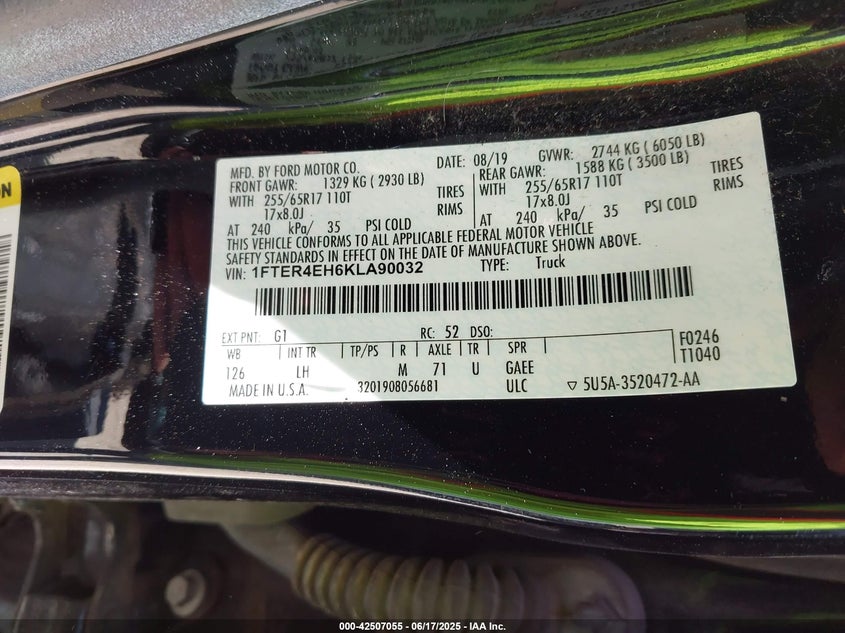 ON
MFD. BY FORD MOTOR CO. DATE: 08/19 GVWR: 2744 KG ( 6050 LB)
FRONT GAWR: 1329 KG ( 2930 LB) REAR GAWR: 1588 KG ( 3500 LB)
WITH 255/65R17 110T TIRES WITH 255/65R17 110T TIRES
17x8.0J RIMS 17x8.0J RIMS
AT 240 kPa/ 35 PSI COLD AT 240 kPa/ 35 PSI COLD
THIS VEHICLE CONFORMS TO ALL APPLICABLE FEDERAL MOTOR VEHICLE
SAFETY STANDARDS IN EFFECT ON THE DATE OF MANUFACTURE SHOWN ABOVE.
VIN: 1FTER4EH6KLA90032 TYPE: Truck
EXT PNT: G1 RC: 52 DSO: F0246
WB INT TR TP/PS R AXLE TR SPR T1040
126 LH M 71 U GAEE
MADE IN U.S.A. 3201908056681 ULC ▽ 5U5A-3520472-AA
000-42507055 - 06/17/2025 - IAA Inc.